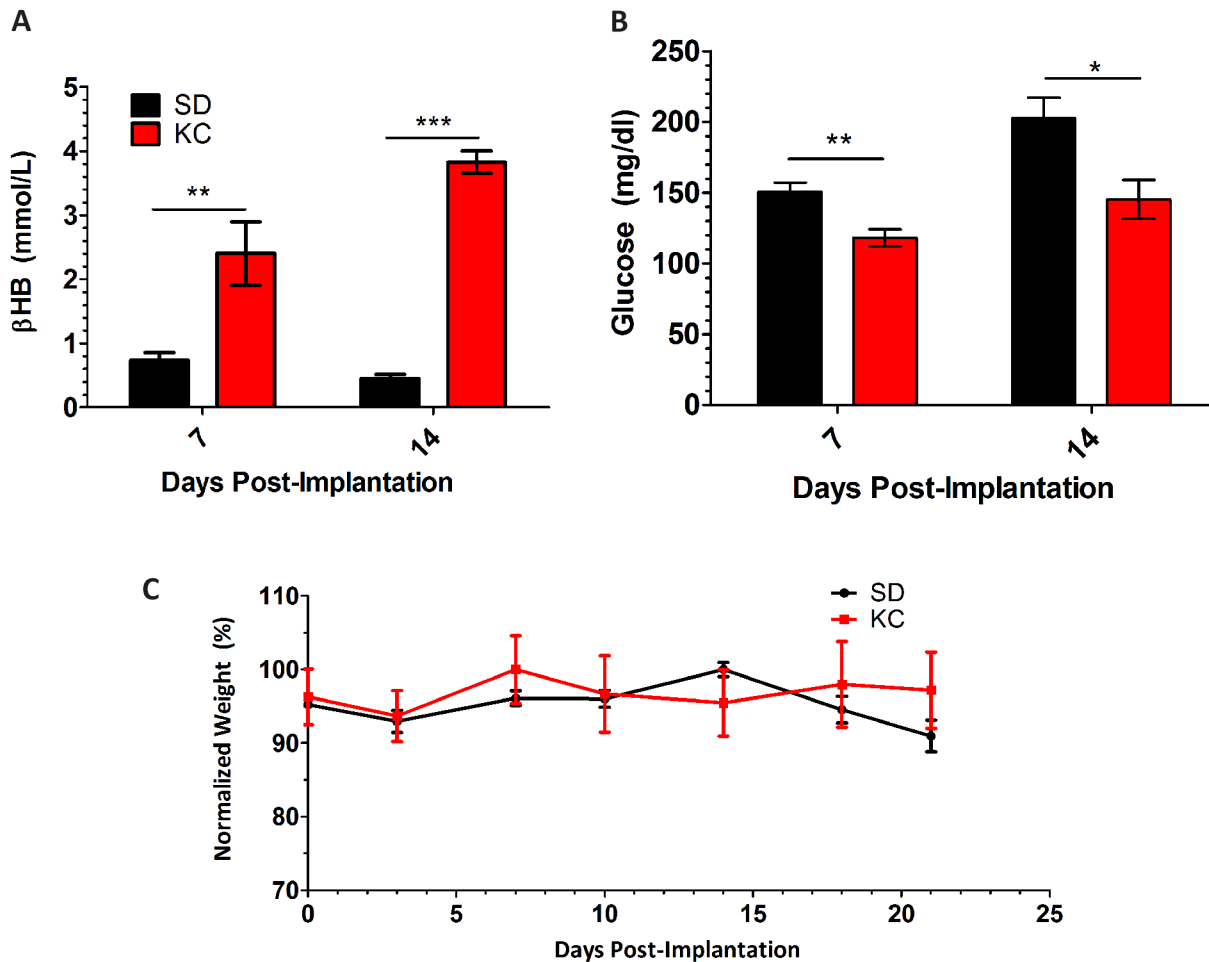 A
βHB (mmol/L)
5
4
3
2
1
0
SD
KC
**
***
7
14
Days Post-Implantation
B
Glucose (mg/dl)
250
200
150
100
50
0
**
*
7
14
Days Post-Implantation
C
Normalized Weight (%)
110
100
90
80
70
SD
KC
0
5
10
15
20
25
Days Post-Implantation